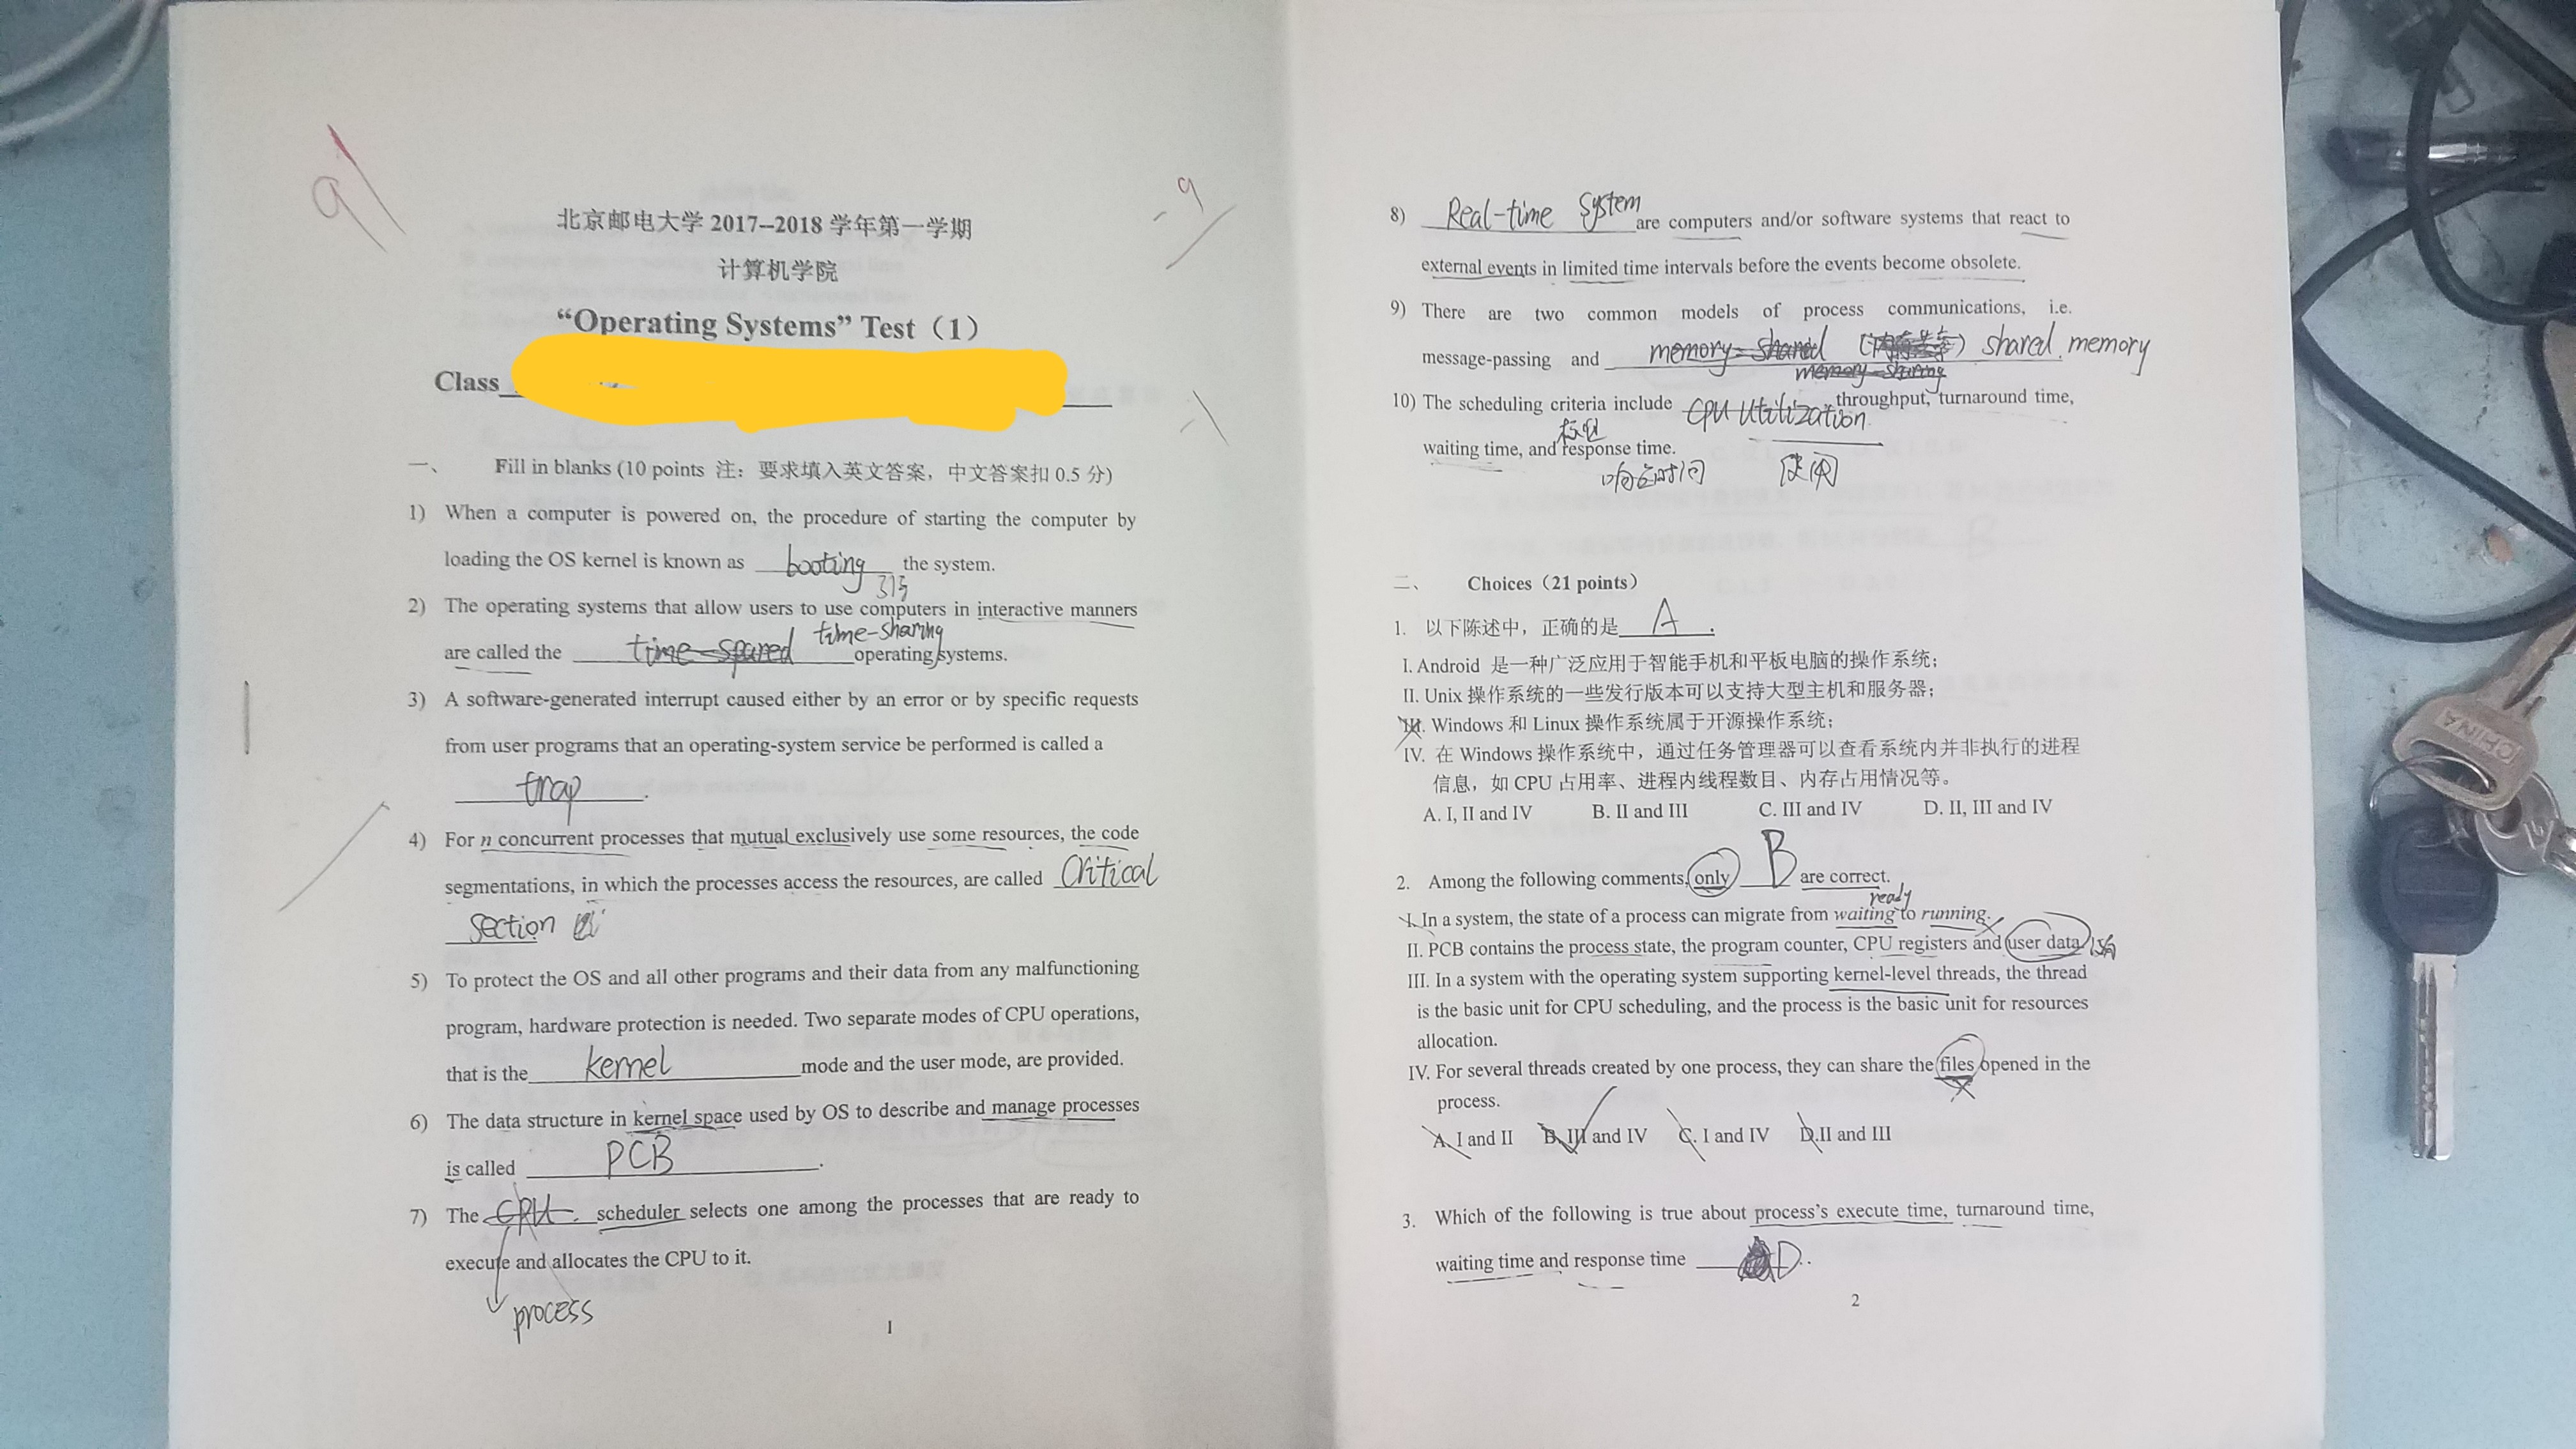 91
-9
北京邮电大学 2017--2018 学年第一学期
计算机学院
“Operating Systems” Test（1）
Class
-1
一、 Fill in blanks (10 points 注：要求填入英文答案，中文答案扣 0.5 分)
1) When a computer is powered on, the procedure of starting the computer by
loading the OS kernel is known as booting the system.
2) The operating systems that allow users to use computers in interactive manners
are called the time-spared time-sharing operating systems.
3) A software-generated interrupt caused either by an error or by specific requests
from user programs that an operating-system service be performed is called a
trap.
4) For n concurrent processes that mutual exclusively use some resources, the code
segmentations, in which the processes access the resources, are called Critical
section
5) To protect the OS and all other programs and their data from any malfunctioning
program, hardware protection is needed. Two separate modes of CPU operations,
that is the kernel mode and the user mode, are provided.
6) The data structure in kernel space used by OS to describe and manage processes
is called PCB.
7) The CPU scheduler selects one among the processes that are ready to
execute and allocates the CPU to it.
process
1
8) Real-time System are computers and/or software systems that react to
external events in limited time intervals before the events become obsolete.
9) There are two common models of process communications, i.e.
message-passing and memory-shared shared memory
memory-sharing
10) The scheduling criteria include CPU utilization throughput, turnaround time,
waiting time, and response time.
响应时间 使用
二、 Choices（21 points）
1. 以下陈述中，正确的是 A.
I. Android 是一种广泛应用于智能手机和平板电脑的操作系统；
II. Unix 操作系统的一些发行版本可以支持大型主机和服务器；
III. Windows 和 Linux 操作系统属于开源操作系统；
IV. 在 Windows 操作系统中，通过任务管理器可以查看系统内并非执行的进程
信息，如 CPU 占用率、进程内线程数目、内存占用情况等。
A. I, II and IV B. II and III C. III and IV D. II, III and IV
2. Among the following comments, only B are correct.
ready
I. In a system, the state of a process can migrate from waiting to running.
II. PCB contains the process state, the program counter, CPU registers and user data.
III. In a system with the operating system supporting kernel-level threads, the thread
is the basic unit for CPU scheduling, and the process is the basic unit for resources
allocation.
IV. For several threads created by one process, they can share the files opened in the
process.
A. I and II B. III and IV C. I and IV D.II and III
3. Which of the following is true about process’s execute time, turnaround time,
waiting time and response time D.
2